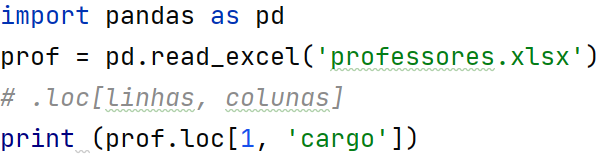 import pandas as pd
prof = pd.read_excel('professores.xlsx')
# .loc[linhas, colunas]
print (prof.loc[1, 'cargo'])